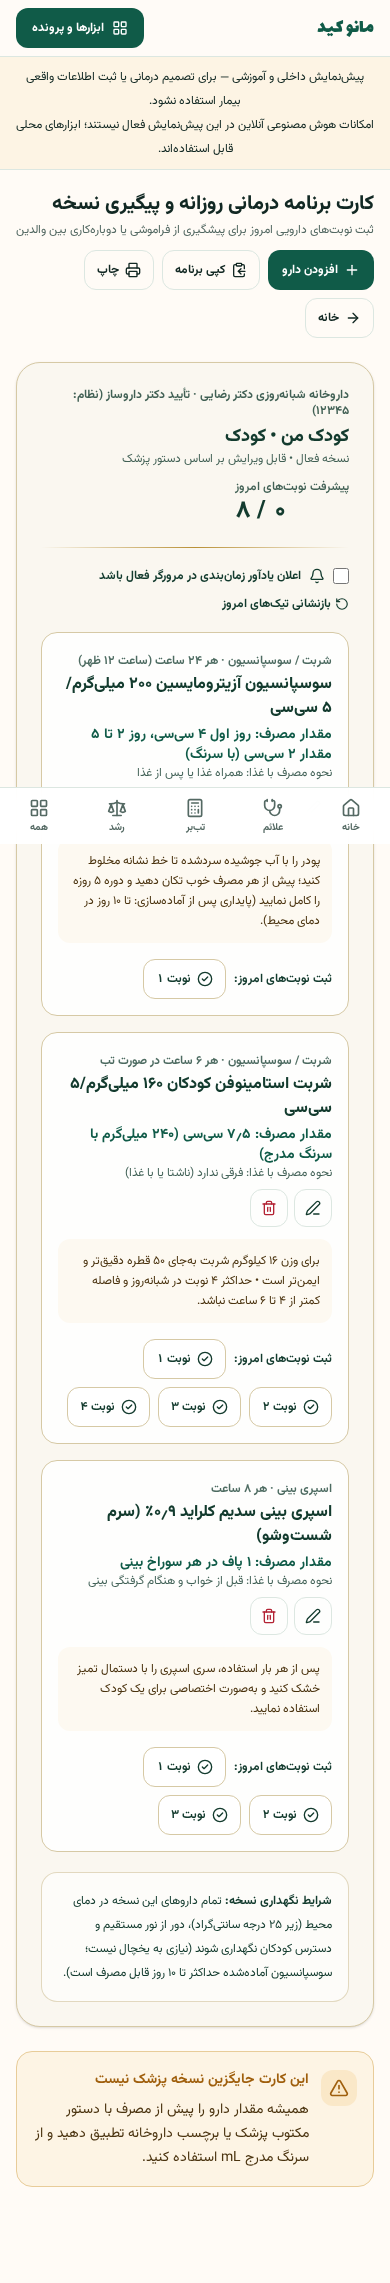 مانو کید
ابزارها و پرونده
پیش‌نمایش داخلی و آموزشی — برای تصمیم درمانی یا ثبت اطلاعات واقعی
بیمار استفاده نشود.
امکانات هوش مصنوعی آنلاین در این پیش‌نمایش فعال نیستند؛ ابزارهای محلی
قابل استفاده‌اند.
کارت برنامه درمانی روزانه و پیگیری نسخه
ثبت نوبت‌های دارویی امروز برای پیشگیری از فراموشی یا دوباره‌کاری بین والدین
افزودن دارو
کپی برنامه
چاپ
خانه
داروخانه شبانه‌روزی دکتر رضایی · تأیید دکتر داروساز (نظام:
۱۲۳۴۵)
کودک من • کودک
نسخه فعال • قابل ویرایش بر اساس دستور پزشک
پیشرفت نوبت‌های امروز
۰ / ۸
اعلان یادآور زمان‌بندی در مرورگر فعال باشد
بازنشانی تیک‌های امروز
شربت / سوسپانسیون · هر ۲۴ ساعت (ساعت ۱۲ ظهر)
سوسپانسیون آزیترومایسین ۲۰۰ میلی‌گرم/
۵ سی‌سی
مقدار مصرف: روز اول ۴ سی‌سی، روز ۲ تا ۵
مقدار ۲ سی‌سی (با سرنگ)
نحوه مصرف با غذا: همراه غذا یا پس از غذا
خانه
علائم
تب‌بر
رشد
همه
پودر را با آب جوشیده سردشده تا خط نشانه مخلوط
کنید؛ پیش از هر مصرف خوب تکان دهید و دوره ۵ روزه
را کامل نمایید (پایداری پس از آماده‌سازی: تا ۱۰ روز در
دمای محیط).
ثبت نوبت‌های امروز:
نوبت ۱
شربت / سوسپانسیون · هر ۶ ساعت در صورت تب
شربت استامینوفن کودکان ۱۶۰ میلی‌گرم/۵
سی‌سی
مقدار مصرف: ۷٫۵ سی‌سی (۲۴۰ میلی‌گرم با
سرنگ مدرج)
نحوه مصرف با غذا: فرقی ندارد (ناشتا یا با غذا)
برای وزن ۱۶ کیلوگرم شربت به‌جای ۵۰ قطره دقیق‌تر و
ایمن‌تر است • حداکثر ۴ نوبت در شبانه‌روز و فاصله
کمتر از ۴ تا ۶ ساعت نباشد.
ثبت نوبت‌های امروز:
نوبت ۱
نوبت ۲
نوبت ۳
نوبت ۴
اسپری بینی · هر ۸ ساعت
اسپری بینی سدیم کلراید ۰٫۹٪ (سرم
شست‌وشو)
مقدار مصرف: ۱ پاف در هر سوراخ بینی
نحوه مصرف با غذا: قبل از خواب و هنگام گرفتگی بینی
پس از هر بار استفاده، سری اسپری را با دستمال تمیز
خشک کنید و به‌صورت اختصاصی برای یک کودک
استفاده نمایید.
ثبت نوبت‌های امروز:
نوبت ۱
نوبت ۲
نوبت ۳
شرایط نگهداری نسخه: تمام داروهای این نسخه در دمای
محیط (زیر ۲۵ درجه سانتی‌گراد)، دور از نور مستقیم و
دسترس کودکان نگهداری شوند (نیازی به یخچال نیست؛
سوسپانسیون آماده‌شده حداکثر تا ۱۰ روز قابل مصرف است).
این کارت جایگزین نسخه پزشک نیست
همیشه مقدار دارو را پیش از مصرف با دستور
مکتوب پزشک یا برچسب داروخانه تطبیق دهید و از
سرنگ مدرج mL استفاده کنید.